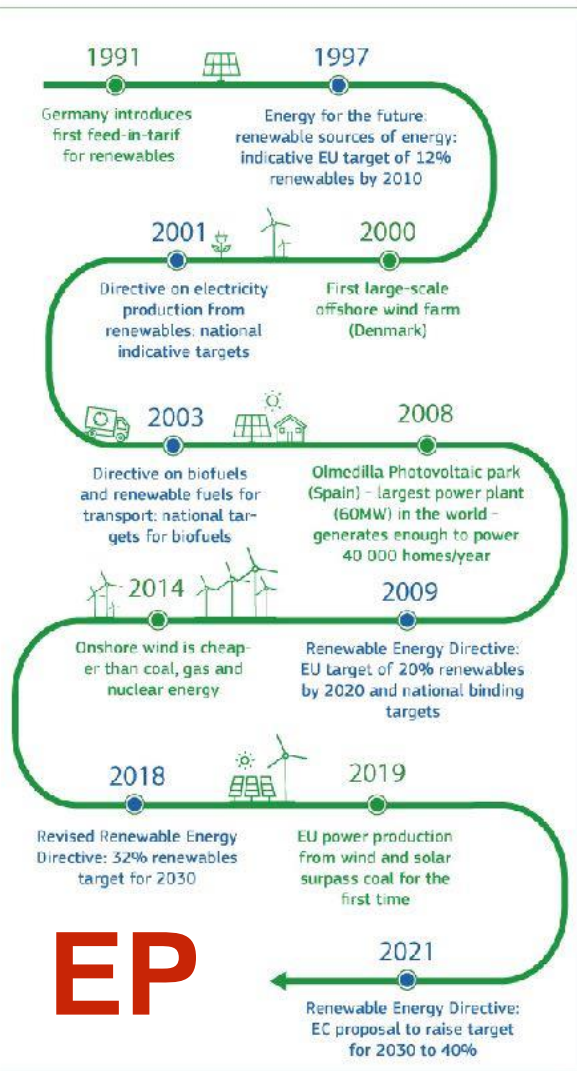 1991
Germany introduces
first feed-in-tarif
for renewables
1997
Energy for the future:
renewable sources of energy:
indicative EU target of 12%
renewables by 2010
2000
First large-scale
offshore wind farm
(Denmark)
2001
Directive on electricity
production from
renewables: national
indicative targets
2003
Directive on biofuels
and renewable fuels for
transport: national tar-
gets for biofuels
2008
Olmedilla Photovoltaic park
(Spain) - largest power plant
(60MW) in the world -
generates enough to power
40 000 homes/year
2009
Renewable Energy Directive:
EU target of 20% renewables
by 2020 and national binding
targets
2014
Onshore wind is cheap-
er than coal, gas and
nuclear energy
2018
Revised Renewable Energy
Directive: 32% renewables
target for 2030
2019
EU power production
from wind and solar
surpass coal for the
first time
2021
Renewable Energy Directive:
EC proposal to raise target
for 2030 to 40%
EP